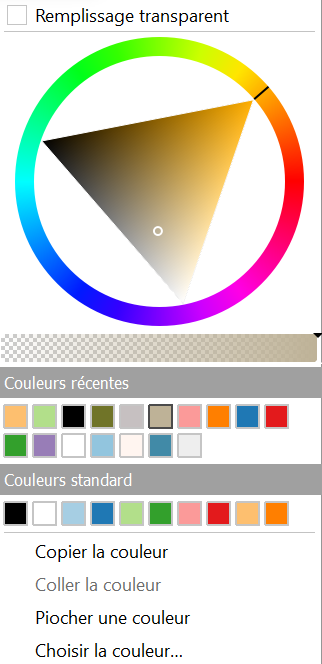 Remplissage transparent
Couleurs récentes
Couleurs standard
Copier la couleur
Coller la couleur
Piocher une couleur
Choisir la couleur...